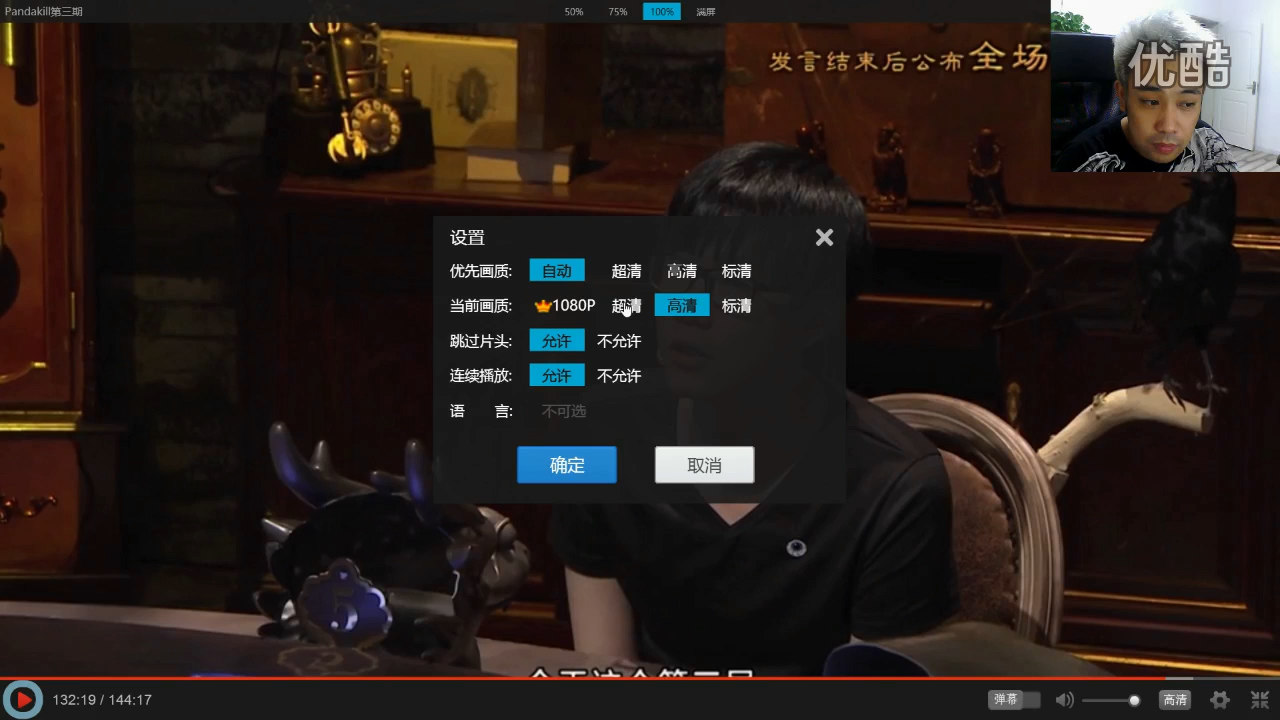 Pandakill第三期
50% 75% 100% 满屏
发言结束后公布全场
优酷
设置
优先画质: 自动 超清 高清 标清
当前画质: 1080P 超清 高清 标清
跳过片头: 允许 不允许
连续播放: 允许 不允许
语 言: 不可选
确定 取消
5
132:19 / 144:17
弹幕 高清